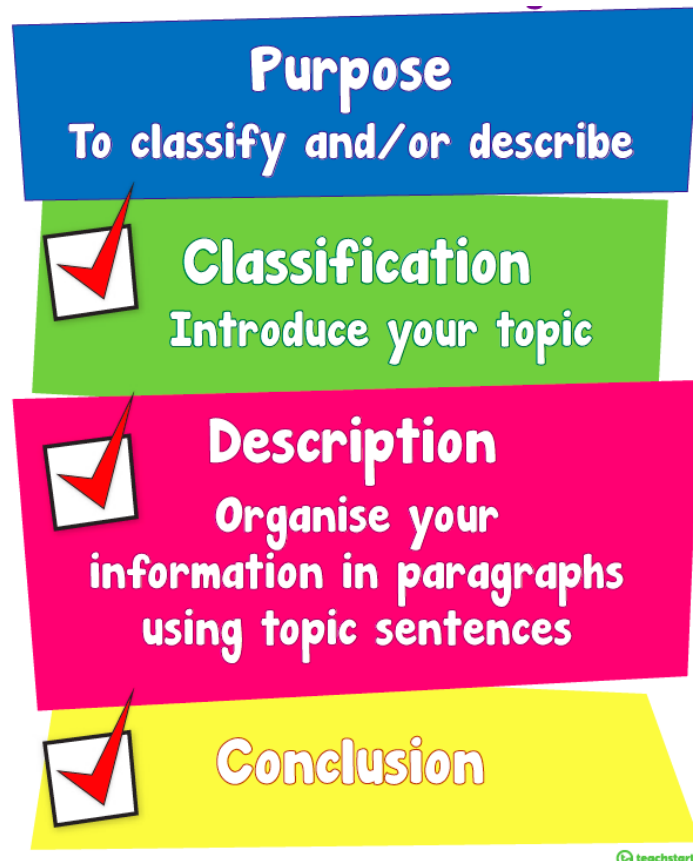 Purpose
To classify and/or describe
Classification
Introduce your topic
Description
Organise your
information in paragraphs
using topic sentences
Conclusion
teachstart